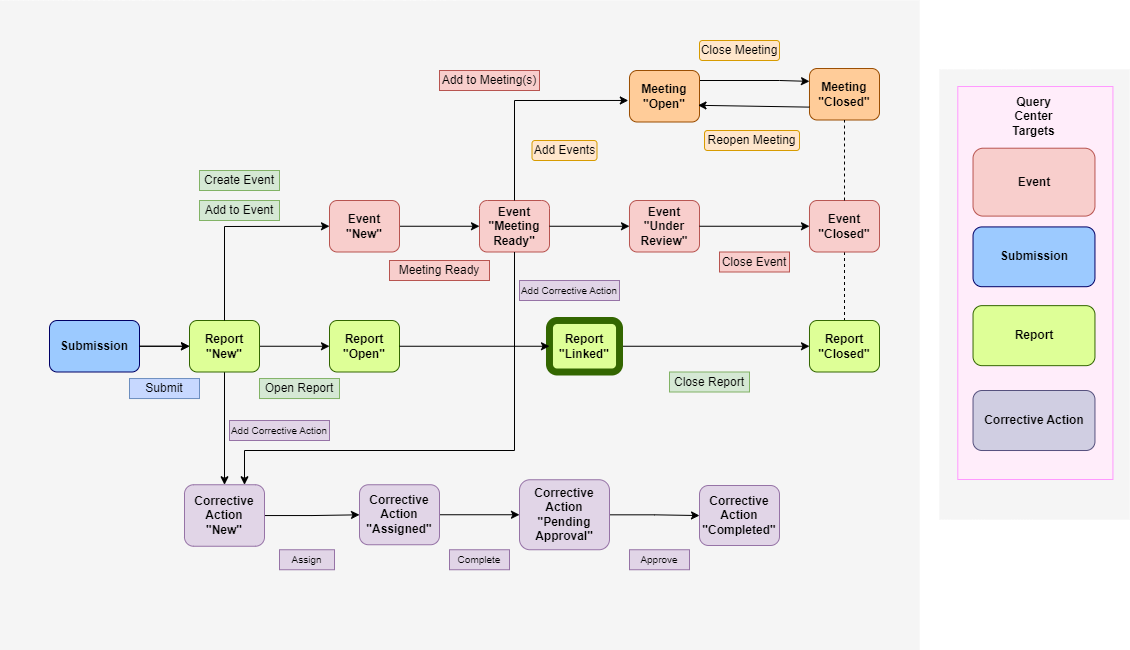 Close Meeting
Add to Meeting(s)
Meeting
"Open"
Meeting
"Closed"
Reopen Meeting
Add Events
Create Event
Add to Event
Event
"New"
Event
"Meeting
Ready"
Event
"Under
Review"
Event
"Closed"
Meeting Ready
Close Event
Add Corrective Action
Submission
Report
"New"
Report
"Open"
Report
"Linked"
Report
"Closed"
Submit
Open Report
Close Report
Add Corrective Action
Corrective
Action
"New"
Corrective
Action
"Assigned"
Corrective
Action
"Pending
Approval"
Corrective
Action
"Completed"
Assign
Complete
Approve
Query
Center
Targets
Event
Submission
Report
Corrective Action